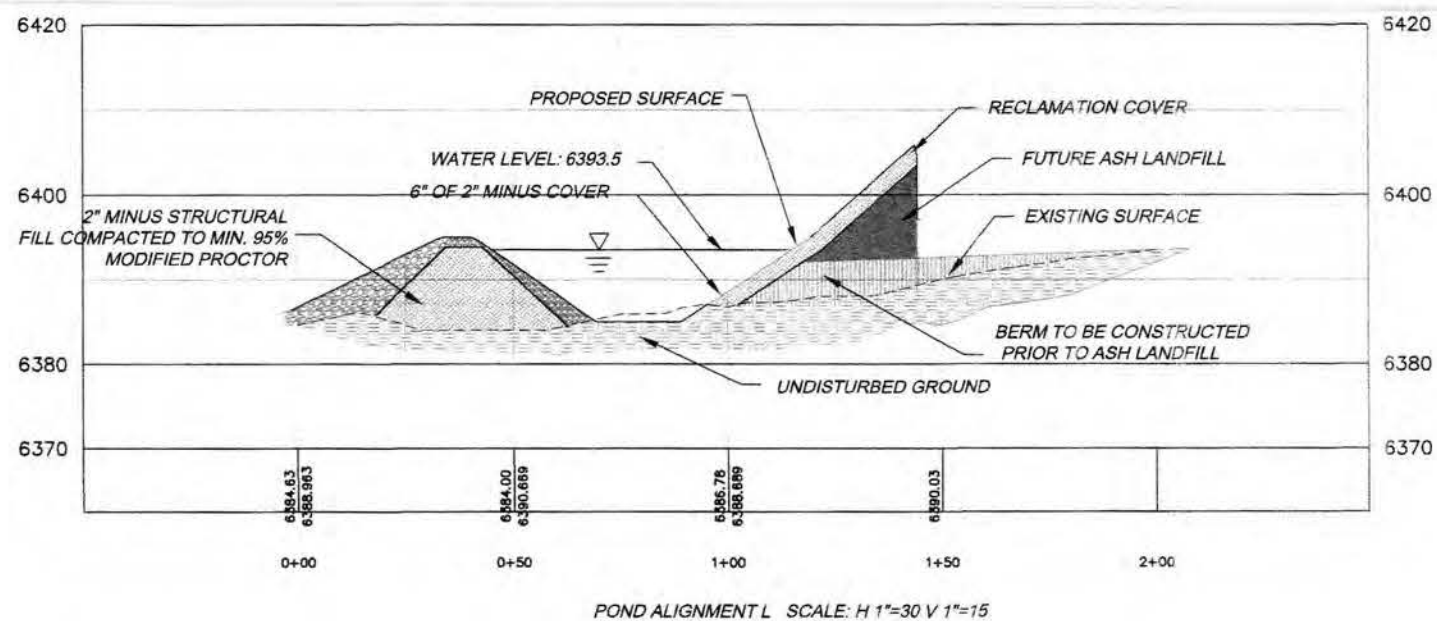 6420
6420
PROPOSED SURFACE
RECLAMATION COVER
WATER LEVEL: 6393.5
FUTURE ASH LANDFILL
6400
6" OF 2" MINUS COVER
6400
2" MINUS STRUCTURAL
FILL COMPACTED TO MIN. 95%
MODIFIED PROCTOR
EXISTING SURFACE
BERM TO BE CONSTRUCTED
PRIOR TO ASH LANDFILL
6380
6380
UNDISTURBED GROUND
6370
6370
6384.63
6388.963
6384.00
6390.669
6386.78
6388.689
6390.03
0+00
0+50
1+00
1+50
2+00
POND ALIGNMENT L SCALE: H 1"=30 V 1"=15